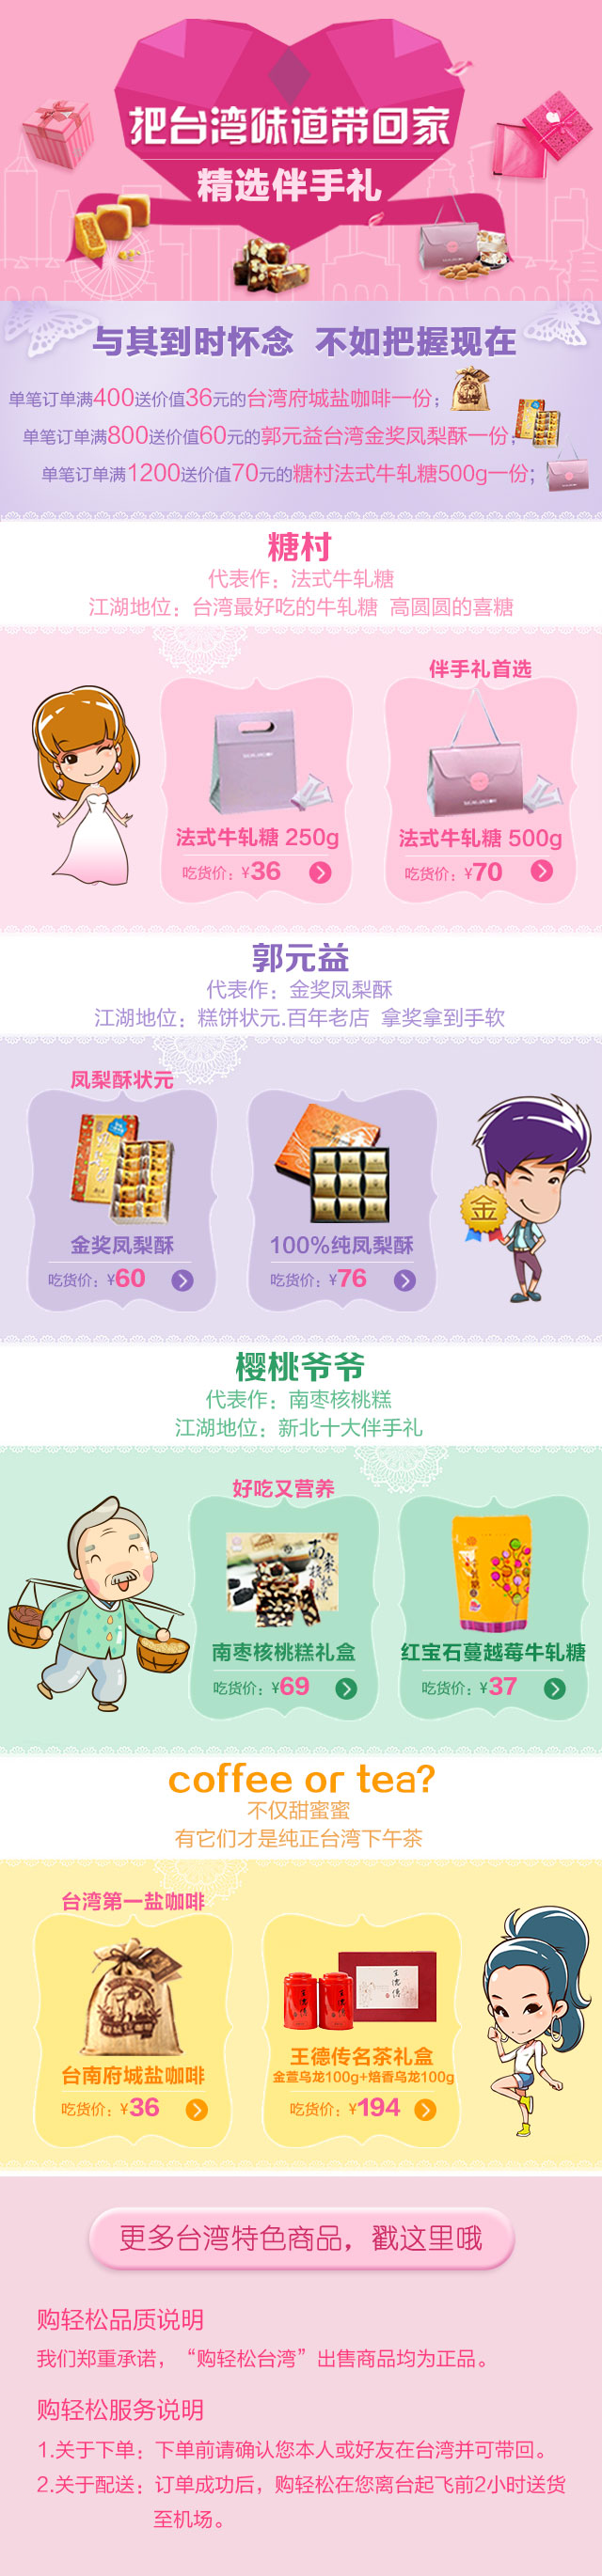 把台湾味道带回家
精选伴手礼
与其到时怀念 不如把握现在
单笔订单满400送价值36元的台湾府城盐咖啡一份；
单笔订单满800送价值60元的郭元益台湾金奖凤梨酥一份；
单笔订单满1200送价值70元的糖村法式牛轧糖500g一份；
糖村
代表作：法式牛轧糖
江湖地位：台湾最好吃的牛轧糖 高圆圆的喜糖
伴手礼首选
法式牛轧糖 250g
吃货价：¥36
法式牛轧糖 500g
吃货价：¥70
郭元益
代表作：金奖凤梨酥
江湖地位：糕饼状元.百年老店 拿奖拿到手软
凤梨酥状元
金奖凤梨酥
吃货价：¥60
100%纯凤梨酥
吃货价：¥76
金
樱桃爷爷
代表作：南枣核桃糕
江湖地位：新北十大伴手礼
好吃又营养
南枣核桃糕礼盒
吃货价：¥69
红宝石蔓越莓牛轧糖
吃货价：¥37
coffee or tea?
不仅甜蜜蜜
有它们才是纯正台湾下午茶
台湾第一盐咖啡
台南府城盐咖啡
吃货价：¥36
王德传名茶礼盒
金萱乌龙100g+焙香乌龙100g
吃货价：¥194
更多台湾特色商品，戳这里哦
购轻松品质说明
我们郑重承诺，“购轻松台湾”出售商品均为正品。
购轻松服务说明
1.关于下单：下单前请确认您本人或好友在台湾并可带回。
2.关于配送：订单成功后，购轻松在您离台起飞前2小时送货
至机场。